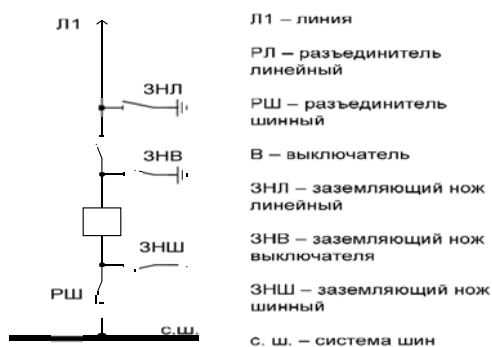 Л1
ЗНЛ
ЗНВ
ЗНШ
РШ
с.ш.
Л1 – линия
РЛ – разъединитель
линейный
РШ – разъединитель
шинный
В – выключатель
ЗНЛ – заземляющий нож
линейный
ЗНВ – заземляющий нож
выключателя
ЗНШ – заземляющий нож
шинный
с. ш. – система шин